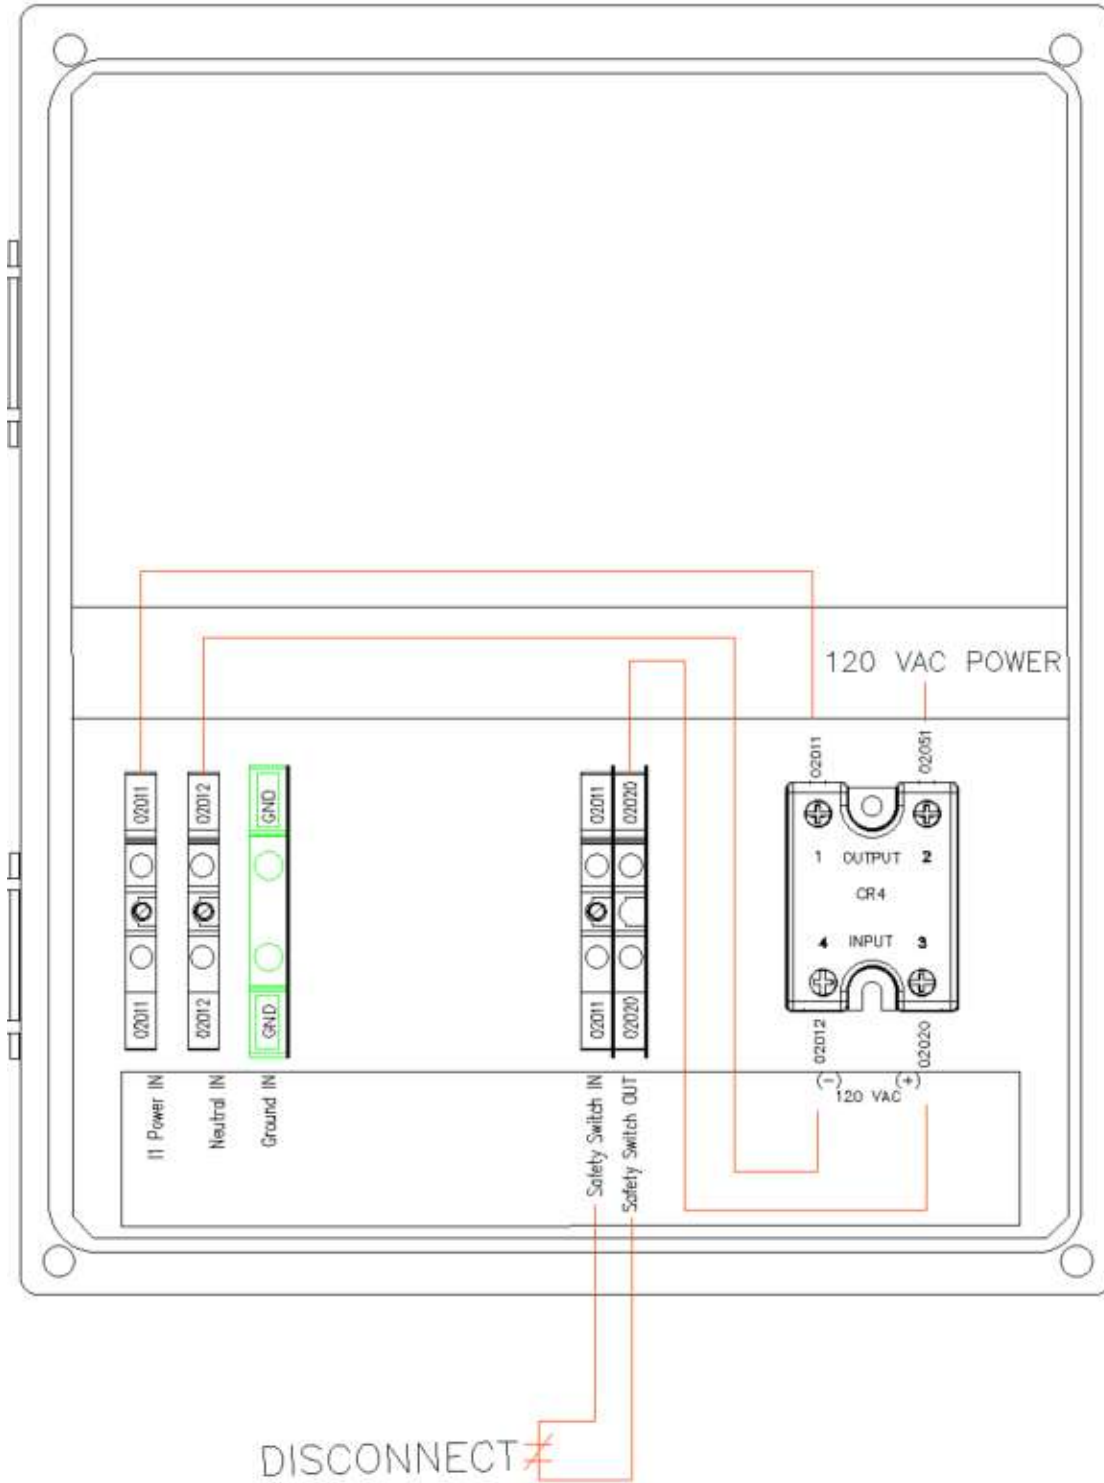 120 VAC POWER
02011
02051
02011
02012
GND
02011
02020
1 OUTPUT 2
CR4
4 INPUT 3
02011
02012
GND
02011
02020
02012
02020
(-)
(+)
120 VAC
l1 Power IN
Neutral IN
Ground IN
Safety Switch IN
Safety Switch OUT
DISCONNECT